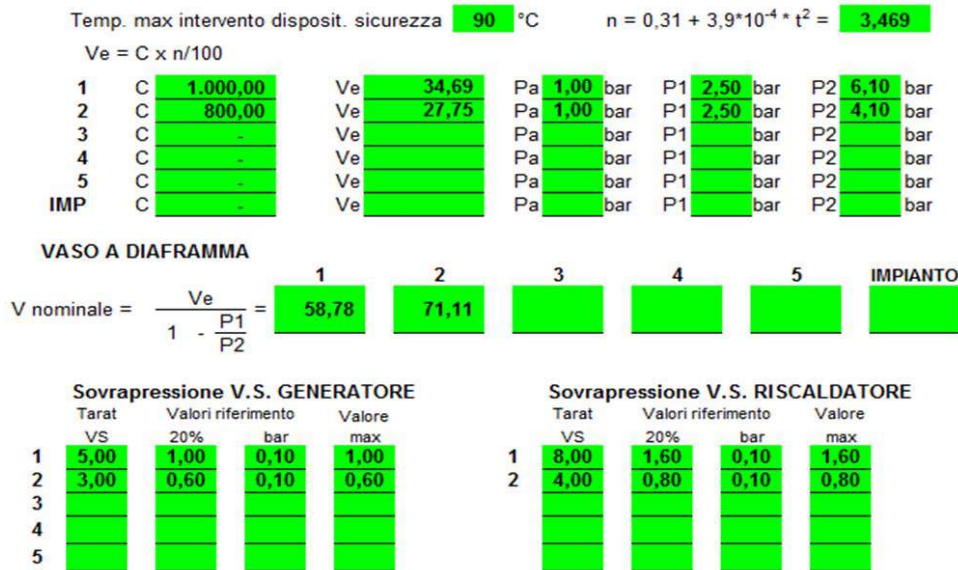 Temp. max intervento disposit. sicurezza 90 °C n = 0,31 + 3,9*10⁻⁴ * t² = 3,469
Ve = C x n/100
1 C 1.000,00 Ve 34,69 Pa 1,00 bar P1 2,50 bar P2 6,10 bar
2 C 800,00 Ve 27,75 Pa 1,00 bar P1 2,50 bar P2 4,10 bar
3 C - Ve Pa bar P1 bar P2 bar
4 C - Ve Pa bar P1 bar P2 bar
5 C - Ve Pa bar P1 bar P2 bar
IMP C - Ve Pa bar P1 bar P2 bar
VASO A DIAFRAMMA
1 2 3 4 5 IMPIANTO
V nominale = Ve = 58,78 71,11
1 - P1
P2
Sovrapressione V.S. GENERATORE Sovrapressione V.S. RISCALDATORE
Tarat Valori riferimento Valore Tarat Valori riferimento Valore
VS 20% bar max VS 20% bar max
1 5,00 1,00 0,10 1,00 1 8,00 1,60 0,10 1,60
2 3,00 0,60 0,10 0,60 2 4,00 0,80 0,10 0,80
3
4
5